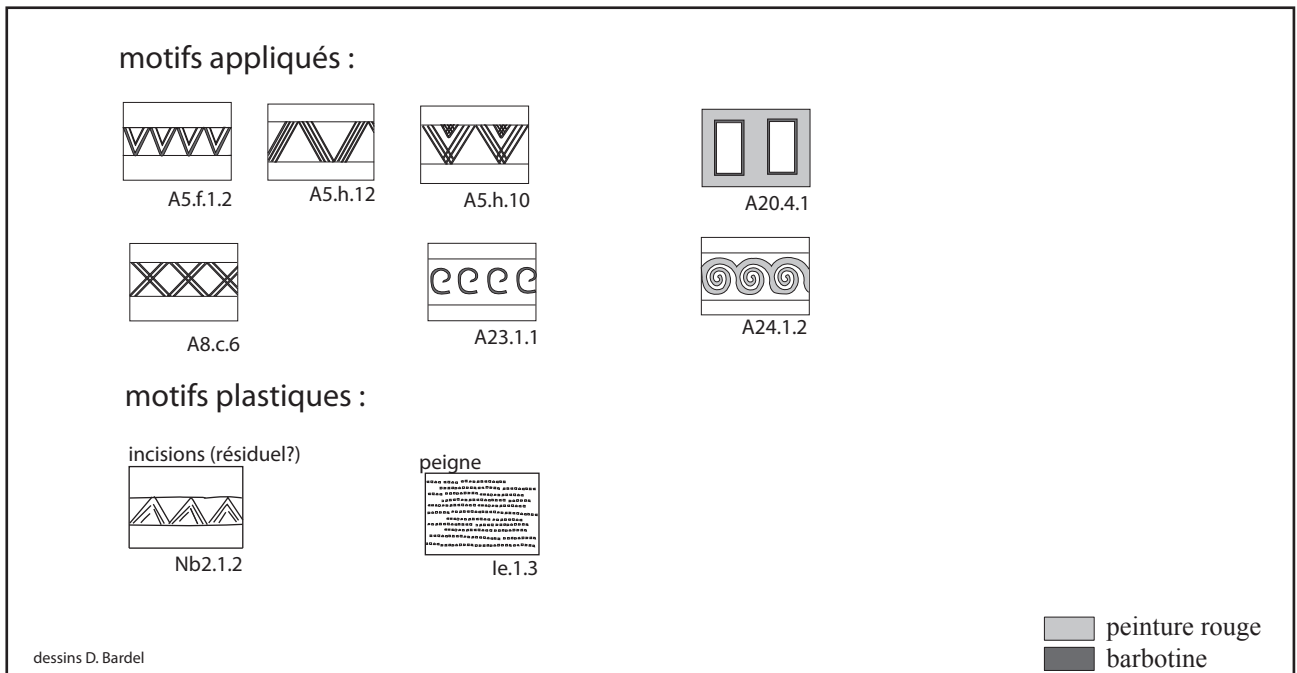 motifs appliqués :
A5.f.1.2
A5.h.12
A5.h.10
A20.4.1
A8.c.6
A23.1.1
A24.1.2
motifs plastiques :
incisions (résiduel?)
peigne
Nb2.1.2
Ie.1.3
peinture rouge
barbotine
dessins D. Bardel